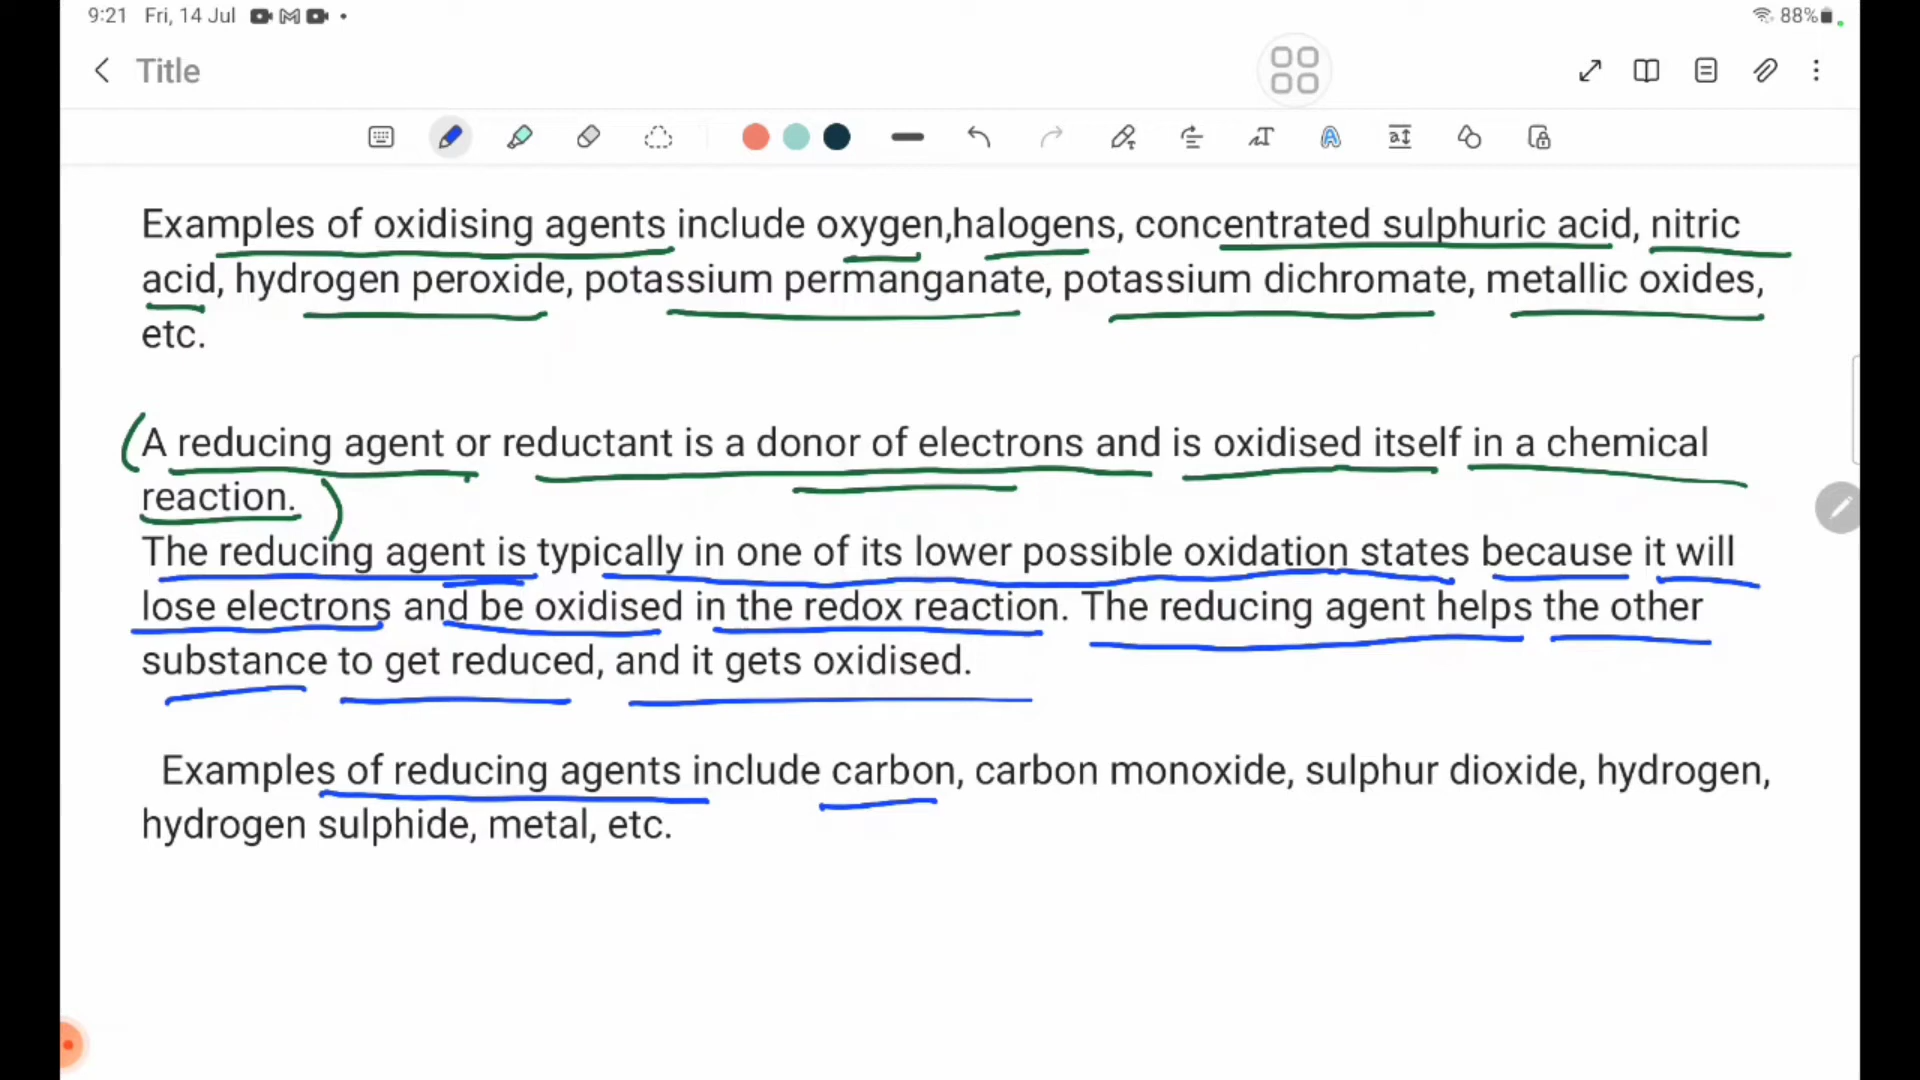 9:21 Fri, 14 Jul
88%
Title
Examples of oxidising agents include oxygen,halogens, concentrated sulphuric acid, nitric
acid, hydrogen peroxide, potassium permanganate, potassium dichromate, metallic oxides,
etc.
A reducing agent or reductant is a donor of electrons and is oxidised itself in a chemical
reaction.
The reducing agent is typically in one of its lower possible oxidation states because it will
lose electrons and be oxidised in the redox reaction. The reducing agent helps the other
substance to get reduced, and it gets oxidised.
Examples of reducing agents include carbon, carbon monoxide, sulphur dioxide, hydrogen,
hydrogen sulphide, metal, etc.